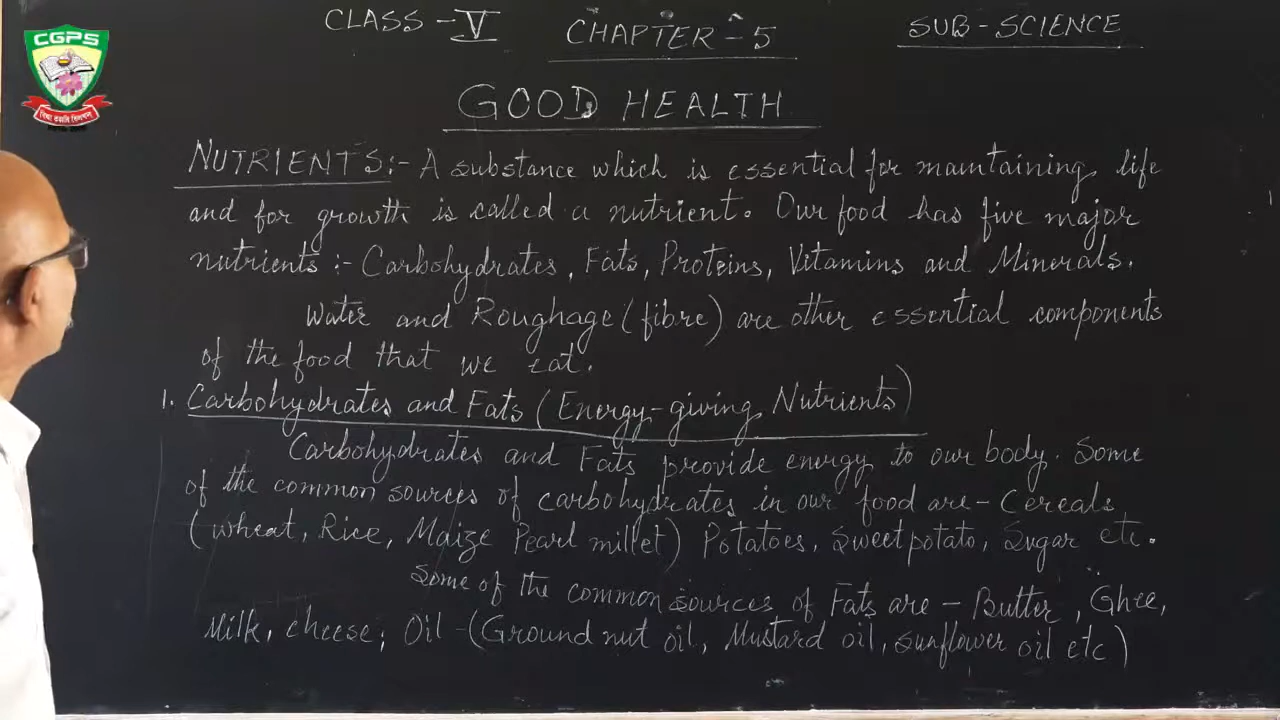 CGPS
CLASS - V
CHAPTER - 5
SUB - SCIENCE
GOOD HEALTH
NUTRIENTS:- A substance which is essential for maintaining life
and for growth is called a nutrient. Our food has five major
nutrients :- Carbohydrates, Fats, Proteins, Vitamins and Minerals.
Water and Roughage (fibre) are other essential components
of the food that we eat.
1. Carbohydrates and Fats (Energy-giving Nutrients)
Carbohydrates and Fats provide energy to our body. Some
of the common sources of carbohydrates in our food are - Cereals
(Wheat, Rice, Maize Pearl millet) Potatoes, Sweet potato, Sugar etc.
Some of the common sources of Fats are - Butter, Ghee,
Milk, cheese, Oil - (Ground nut oil, Mustard oil, sunflower oil etc)